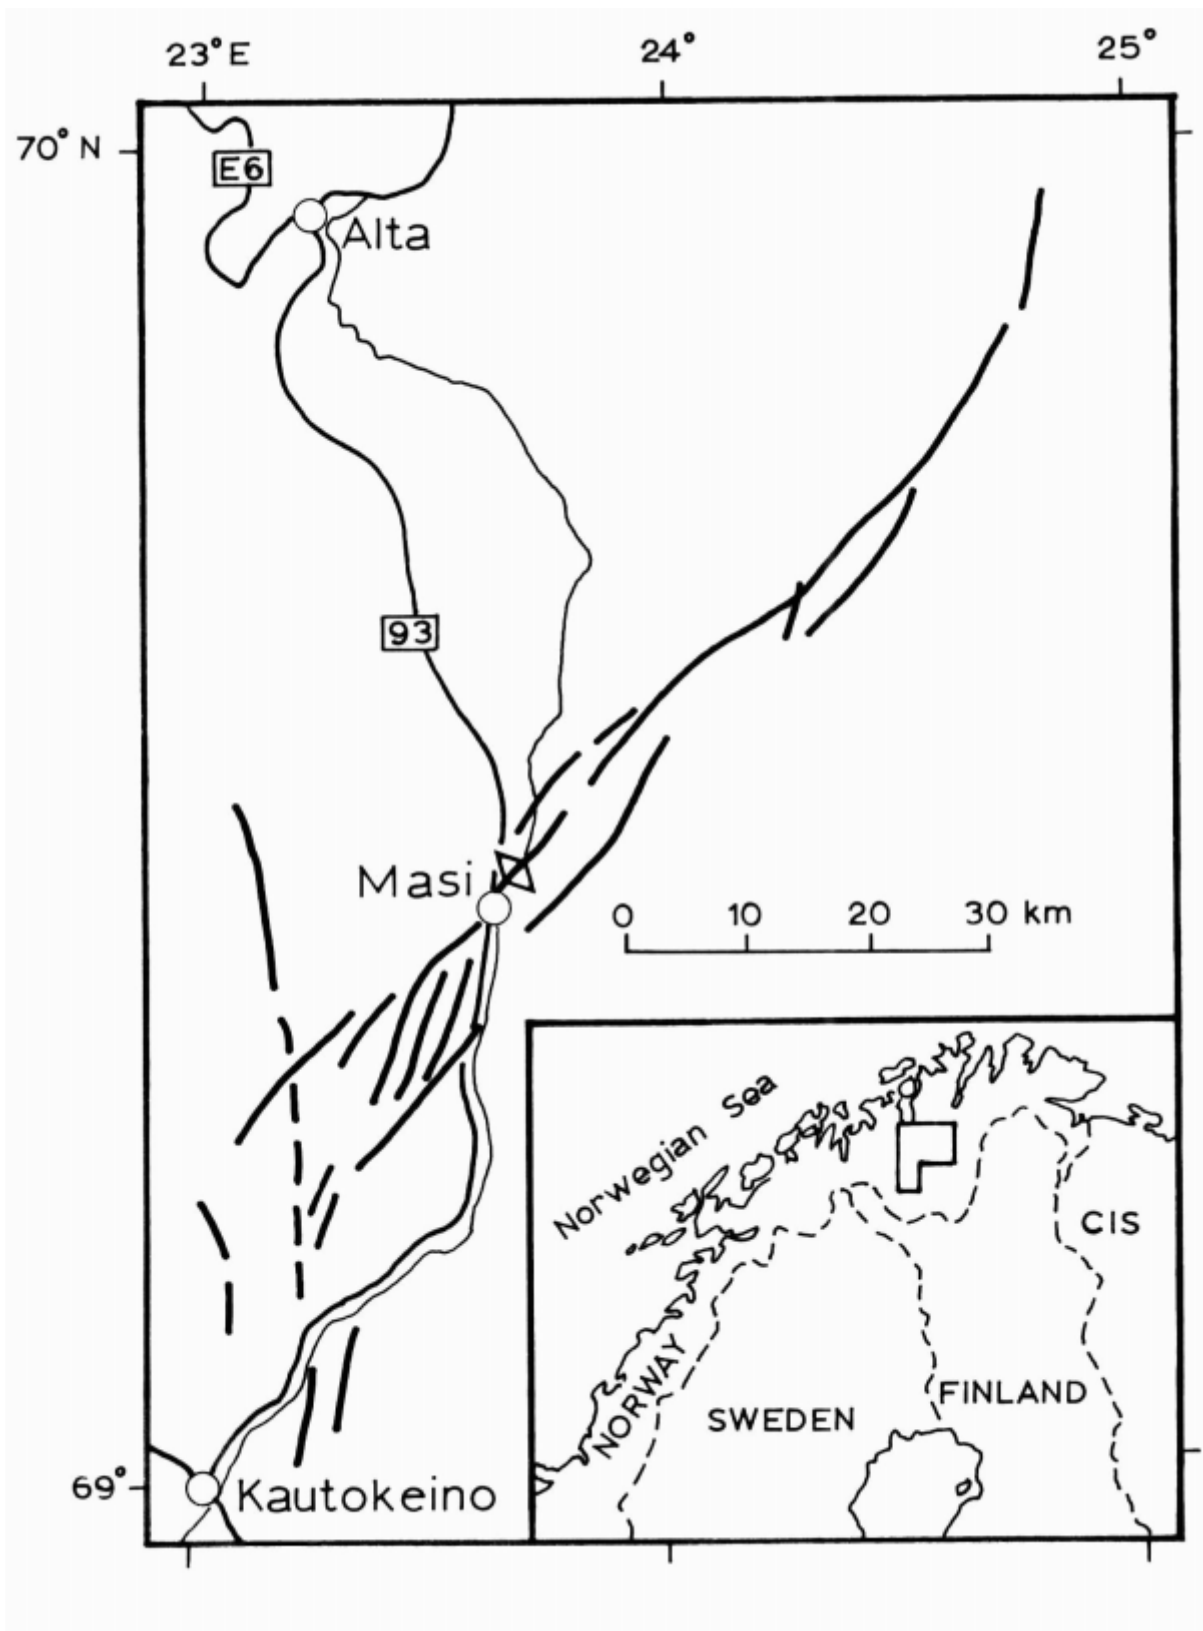 23° E
24°
25°
70° N
E6
Alta
93
Masi
0 10 20 30 km
Norwegian Sea
CIS
NORWAY
FINLAND
SWEDEN
69°
Kautokeino